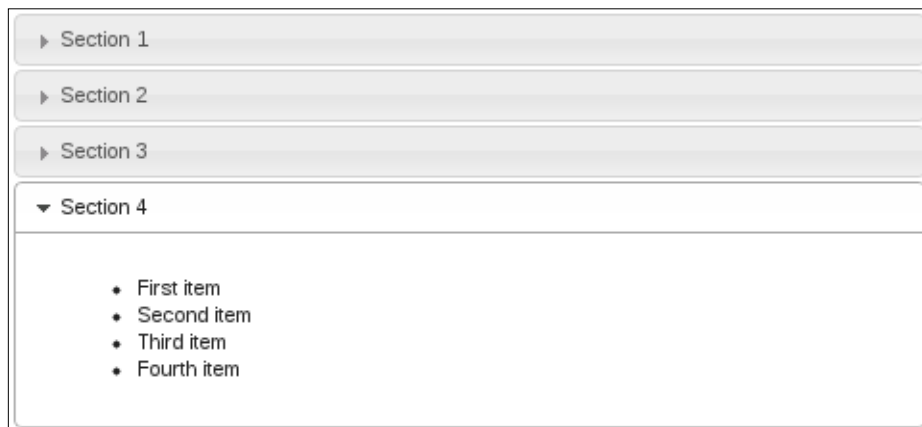 Section 1
Section 2
Section 3
Section 4
First item
Second item
Third item
Fourth item